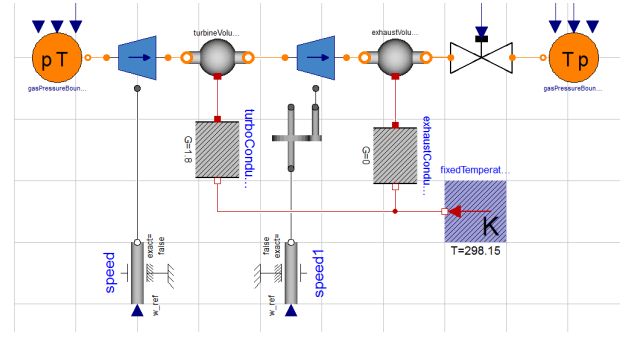 turbineVolu...
exhaustVolu...
pT
Tp
gasPressureBoun...
gasPressureBoun...
turboCondu...
G=1.8
exhaustCondu...
G=0
fixedTemperat...
K
T=298.15
speed
exact=
false
w_ref
speed1
exact=
false
w_ref